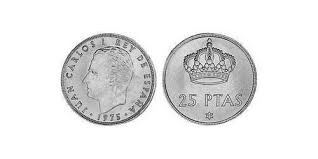 JUAN CARLOS I REY DE ESPAÑA
· 1975 ·
25 PTAS